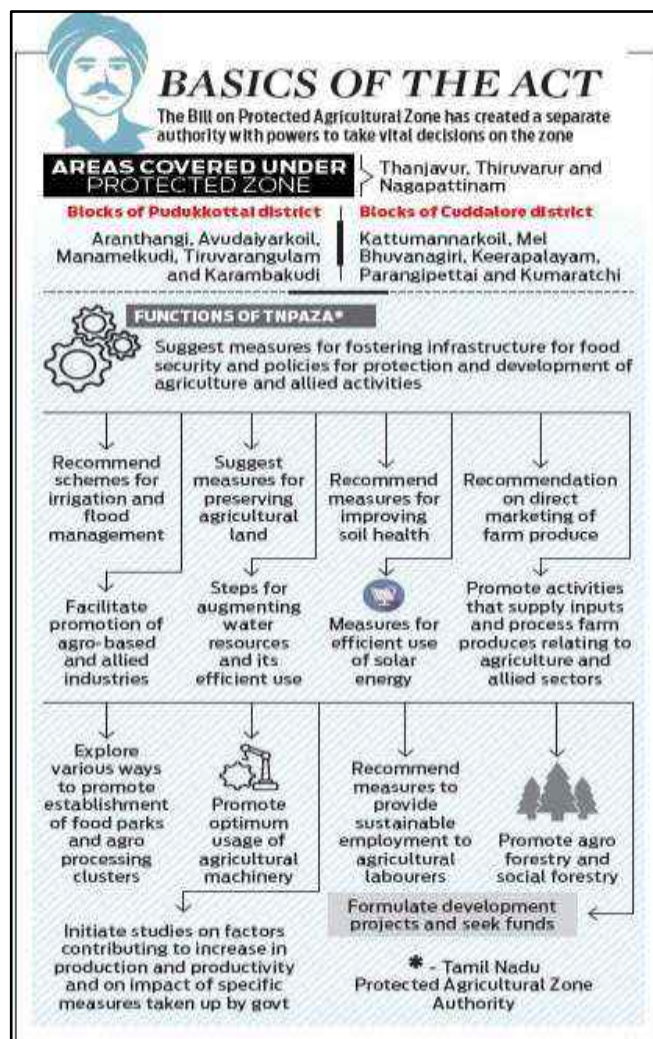 BASICS OF THE ACT
The Bill on Protected Agricultural Zone has created a separate
authority with powers to take vital decisions on the zone
AREAS COVERED UNDER
PROTECTED ZONE
Thanjavur, Thiruvarur and
Nagapattinam
Blocks of Pudukkottai district
Aranthangi, Avudaiyarkoil,
Manamelkudi, Tiruvarangulam
and Karambakudi
Blocks of Cuddalore district
Kattumannarkoil, Mel
Bhuvanagiri, Keerapalayam,
Parangipettai and Kumaratchi
FUNCTIONS OF TNPAZA*
Suggest measures for fostering infrastructure for food
security and policies for protection and development of
agriculture and allied activities
Recommend
schemes for
irrigation and
flood
management
Suggest
measures for
preserving
agricultural
land
Recommend
measures for
improving
soil health
Recommendation
on direct
marketing of
farm produce
Facilitate
promotion of
agro-based
and allied
industries
Steps for
augmenting
water
resources
and its
efficient use
Measures for
efficient use
of solar
energy
Promote activities
that supply inputs
and process farm
produces relating to
agriculture and
allied sectors
Explore
various ways
to promote
establishment
of food parks
and agro
processing
clusters
Promote
optimum
usage of
agricultural
machinery
Recommend
measures to
provide
sustainable
employment to
agricultural
labourers
Promote agro
forestry and
social forestry
Initiate studies on factors
contributing to increase in
production and productivity
and on impact of specific
measures taken up by govt
Formulate development
projects and seek funds
* - Tamil Nadu
Protected Agricultural Zone
Authority